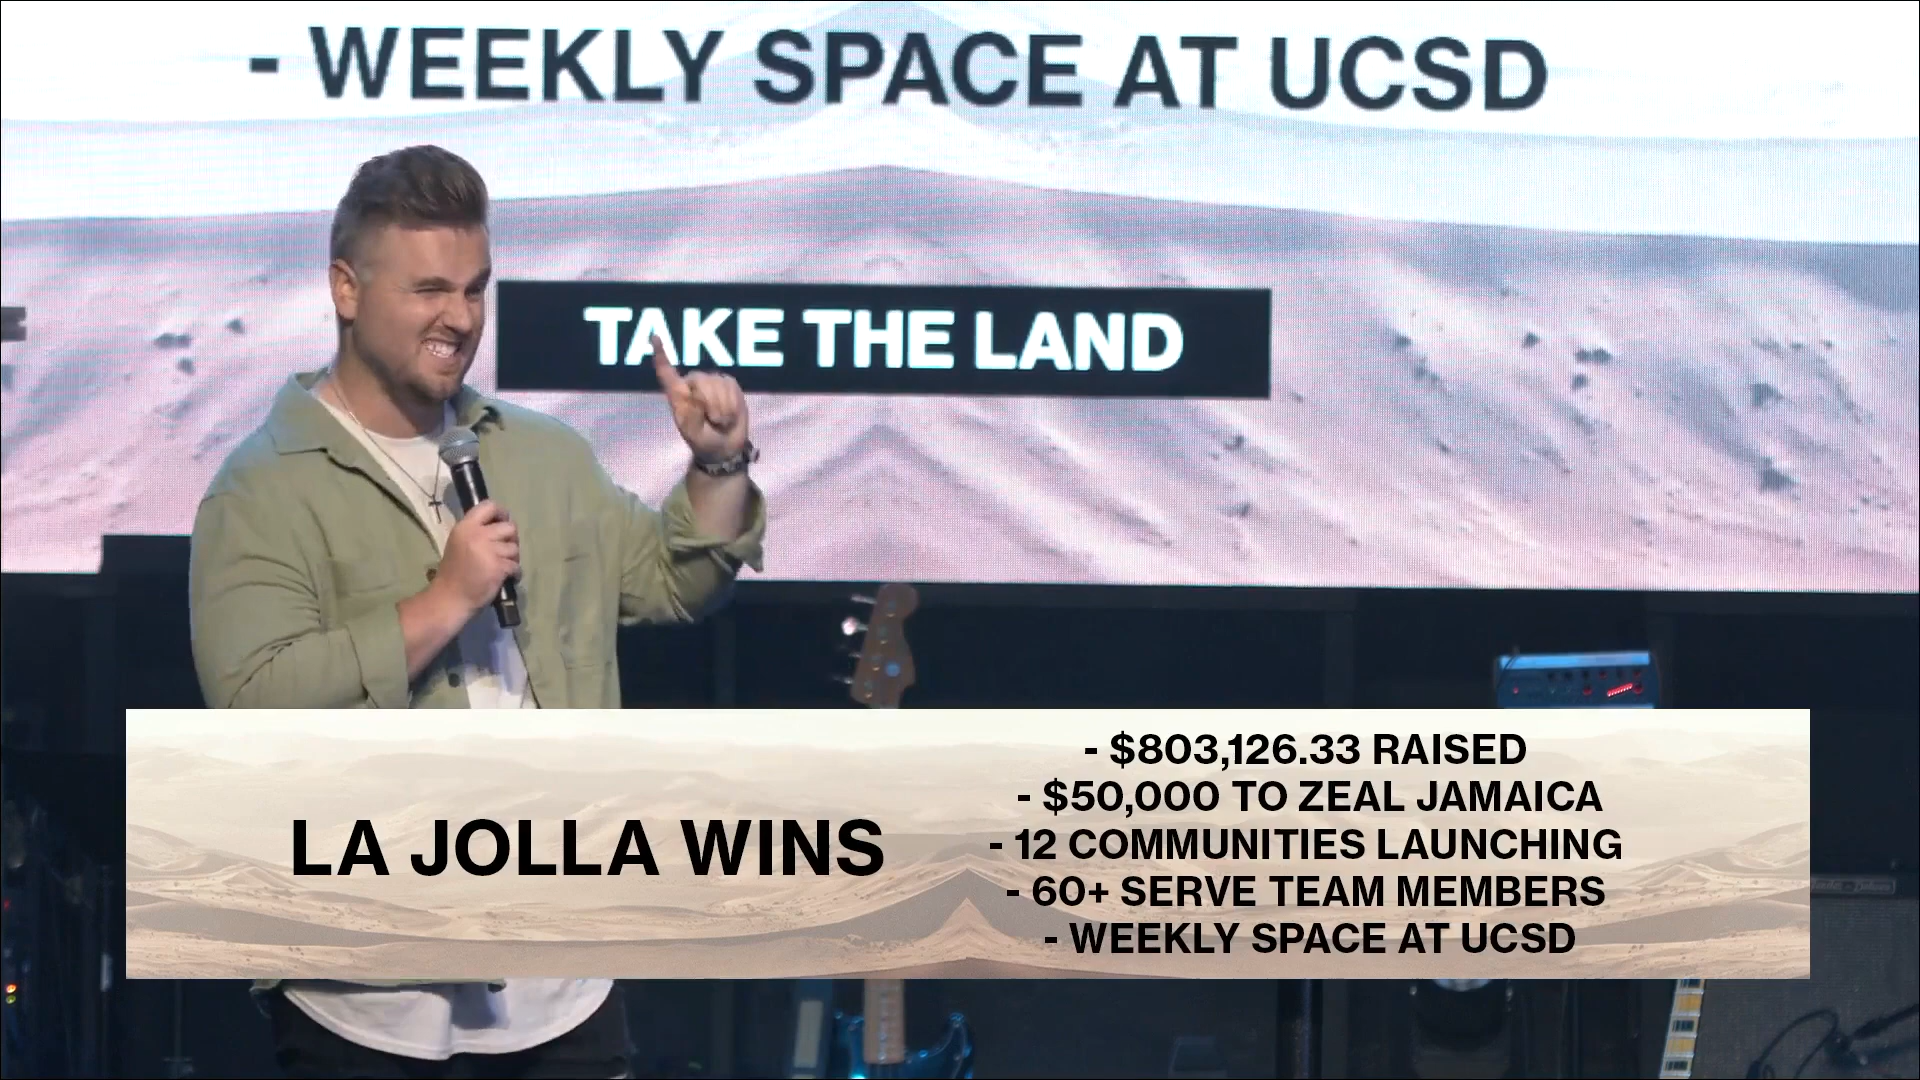 - WEEKLY SPACE AT UCSD
TAKE THE LAND
LA JOLLA WINS
- $803,126.33 RAISED
- $50,000 TO ZEAL JAMAICA
- 12 COMMUNITIES LAUNCHING
- 60+ SERVE TEAM MEMBERS
- WEEKLY SPACE AT UCSD